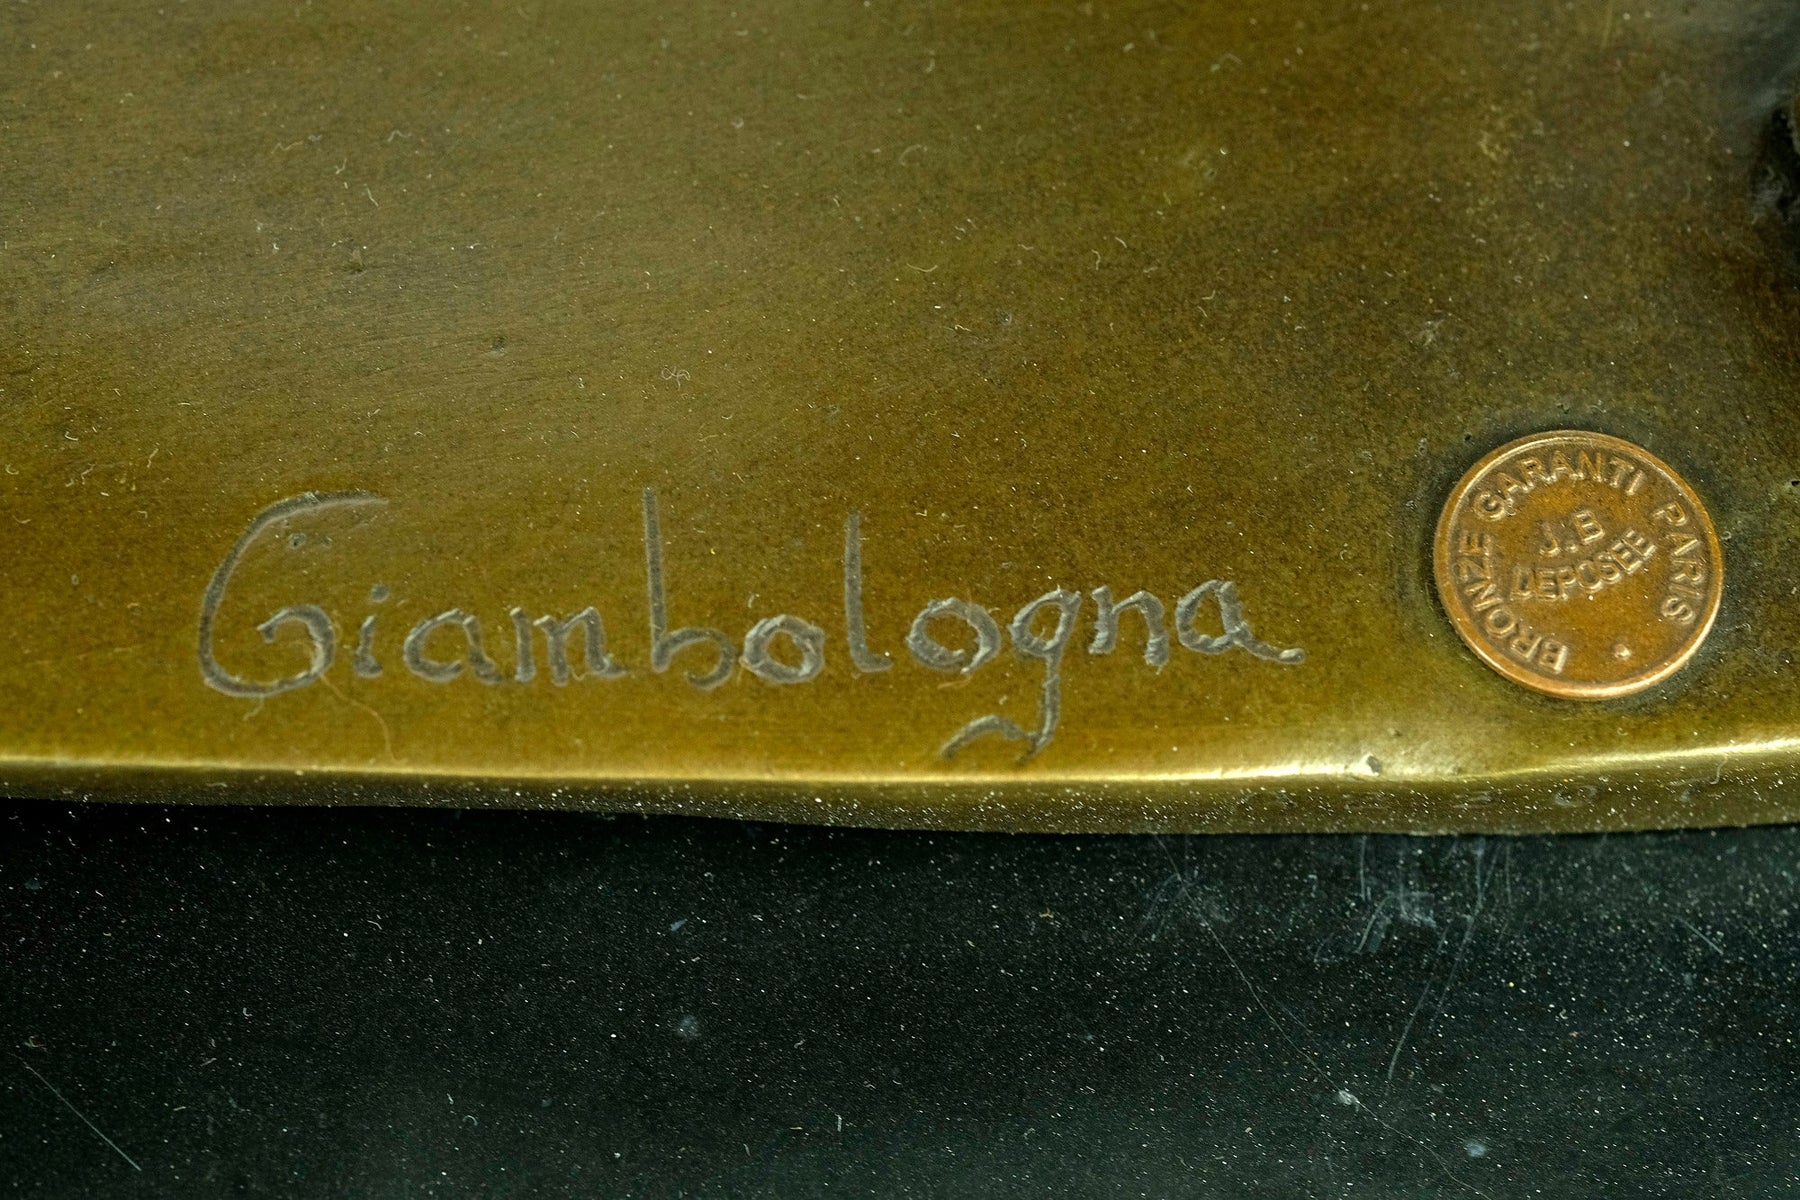 Giambologna
BRONZE GARANTI PARIS
J.B
DEPOSEE